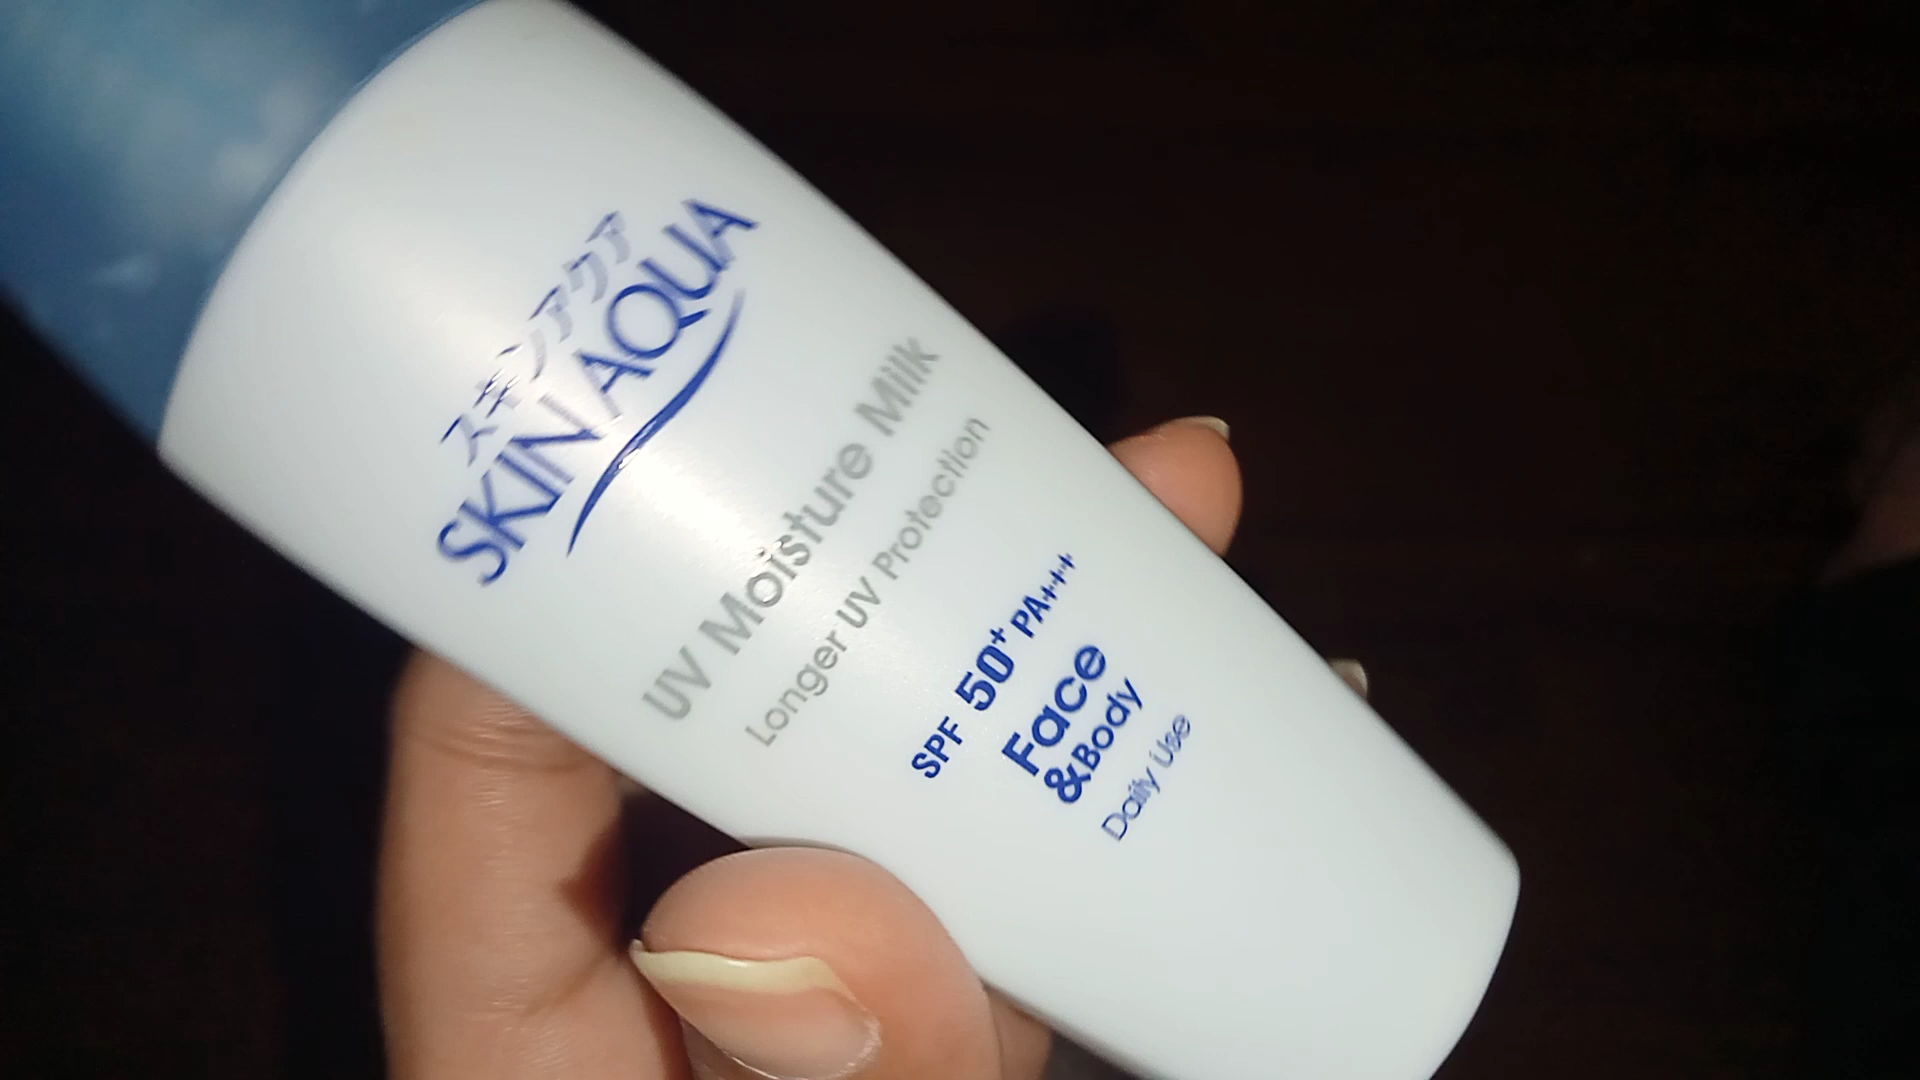 スキンアクア
SKIN AQUA
UV Moisture Milk
Longer UV Protection
SPF 50+ PA++++
Face
&Body
Daily Use